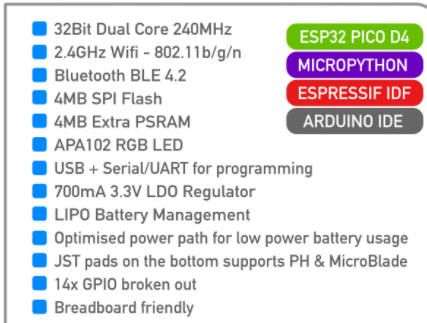 32Bit Dual Core 240MHz
2.4GHz Wifi - 802.11b/g/n
Bluetooth BLE 4.2
4MB SPI Flash
4MB Extra PSRAM
APA102 RGB LED
USB + Serial/UART for programming
700mA 3.3V LDO Regulator
LIPO Battery Management
Optimised power path for low power battery usage
JST pads on the bottom supports PH & MicroBlade
14x GPIO broken out
Breadboard friendly
ESP32 PICO D4
MICROPYTHON
ESPRESSIF IDF
ARDUINO IDE